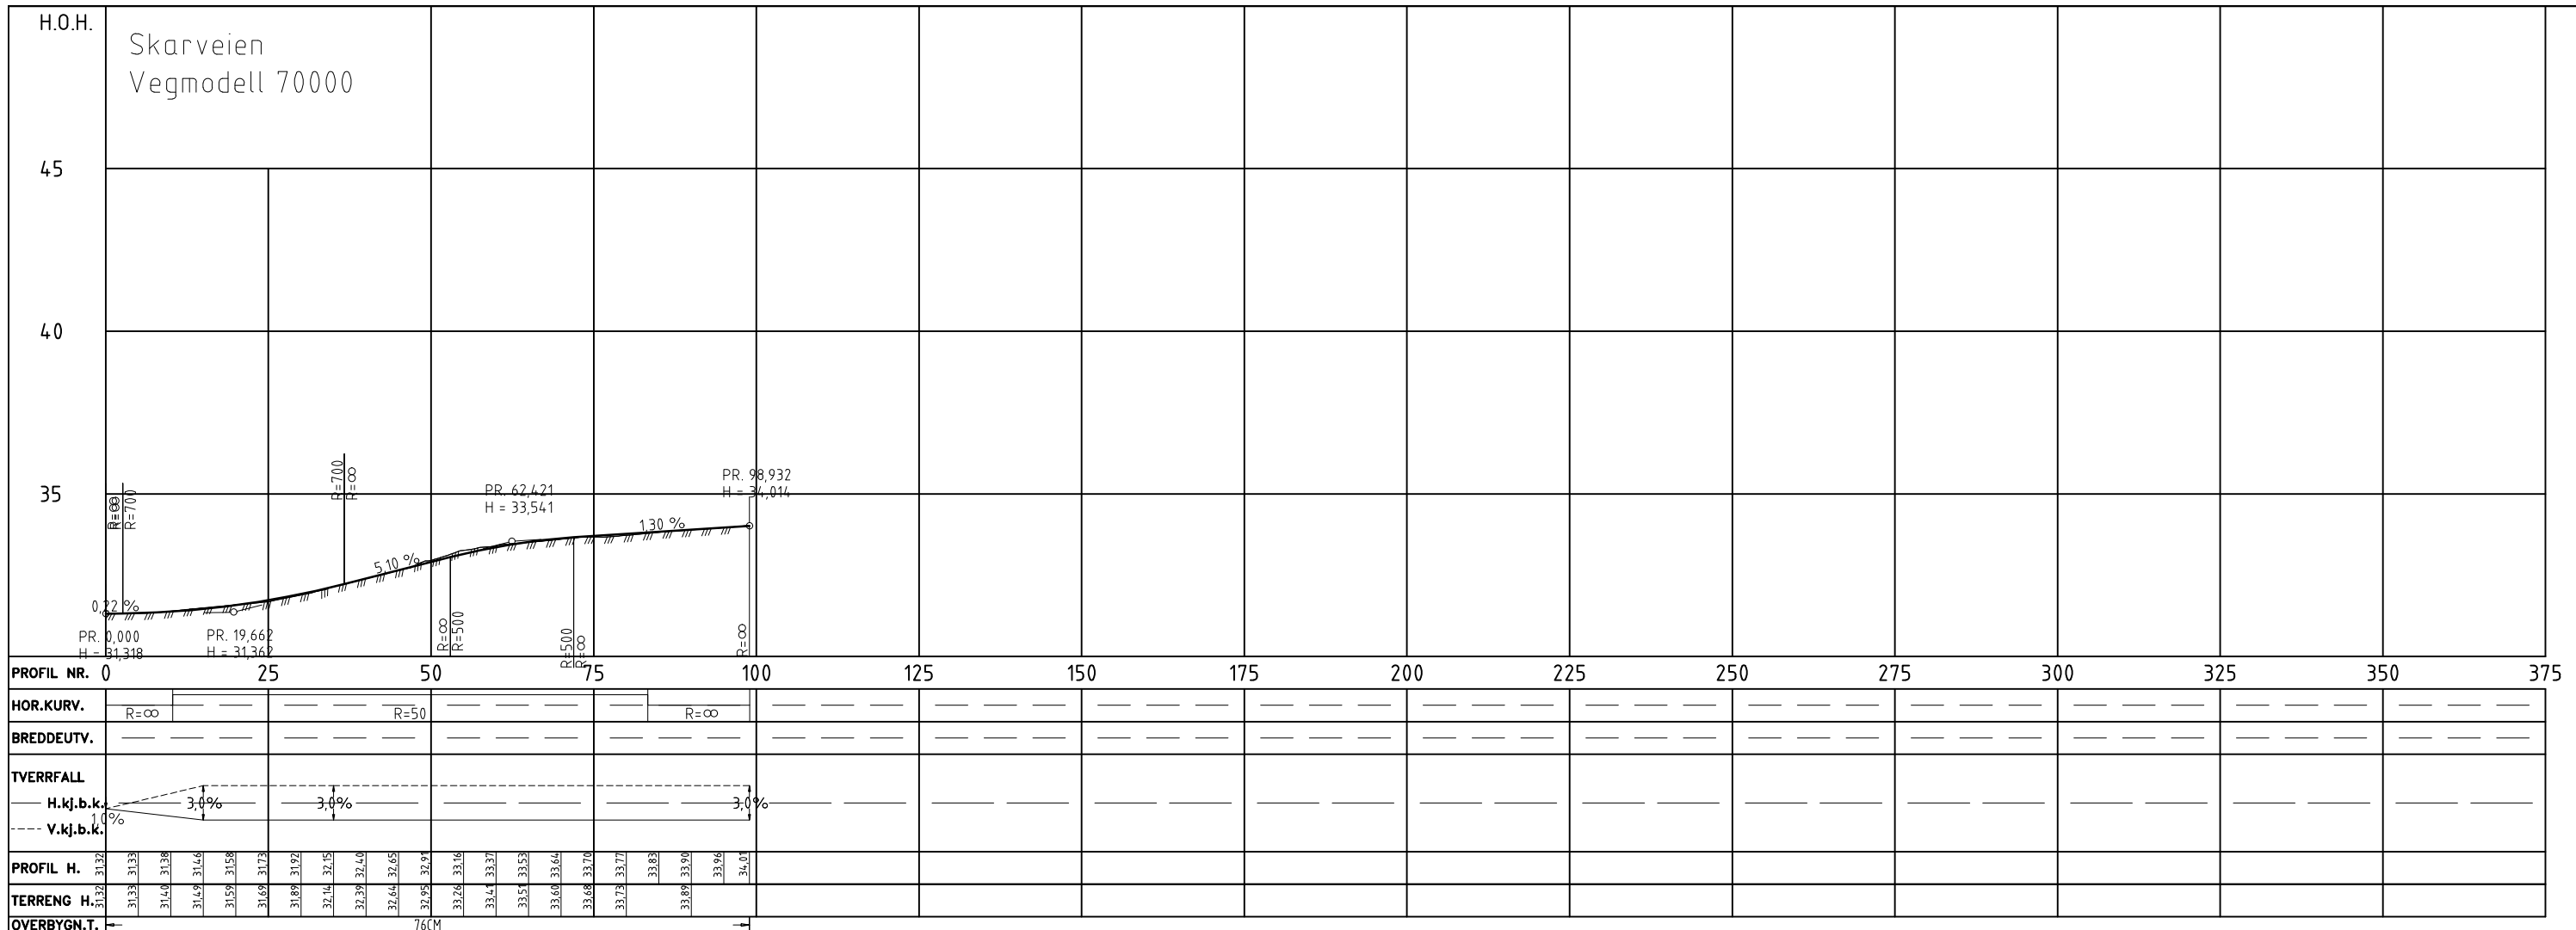 H.O.H.
Skarveien
Vegmodell 70000
45
40
35
R=∞
R=∞
R=700
R=700
R=∞
PR. 62,421
H = 33,541
PR. 98,932
H = 34,014
1,30 %
5,10 %
0,22 %
PR. 0,000
H = 31,318
PR. 19,662
H = 31,362
R=∞
R=500
R=500
R=∞
R=∞
PROFIL NR. 0 25 50 75 100 125 150 175 200 225 250 275 300 325 350 375
HOR.KURV. R=∞ R=50 R=∞
BREDDEUTV.
TVERRFALL
H.kj.b.k. 3,0% 3,0% 3,0%
1,0%
V.kj.b.k.
PROFIL H. 31,32 31,33 31,38 31,46 31,58 31,73 31,92 32,15 32,40 32,65 32,91 33,16 33,37 33,53 33,64 33,70 33,77 33,83 33,90 33,96 34,01
TERRENG H. 31,32 31,33 31,40 31,49 31,59 31,69 31,89 32,14 32,39 32,64 32,95 33,26 33,41 33,51 33,60 33,68 33,73 33,89
OVERBYGN.T. 76CM